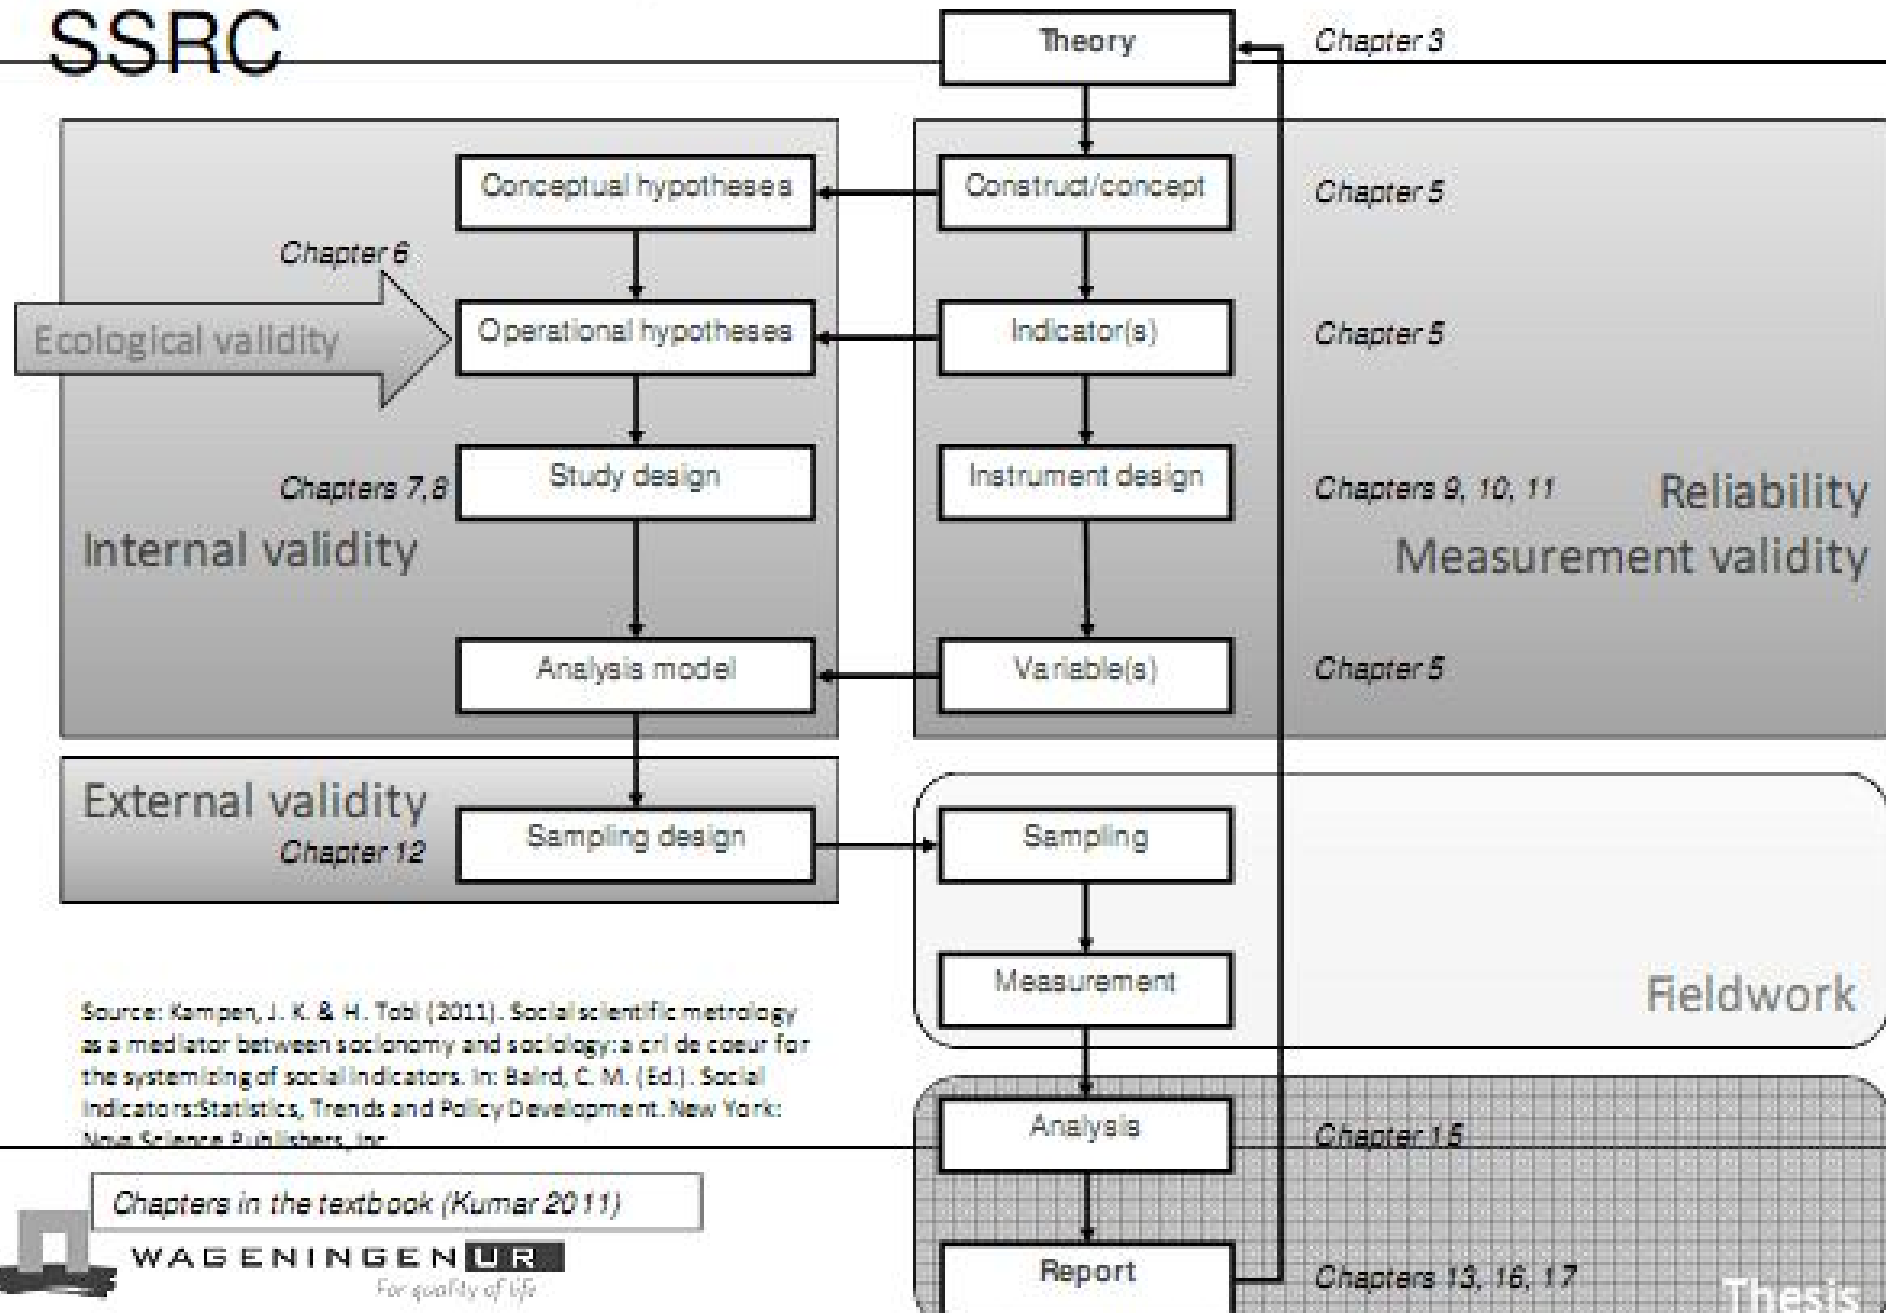 SSRC
Theory
Chapter 3
Conceptual hypotheses
Construct/concept
Chapter 5
Chapter 6
Ecological validity
Operational hypotheses
Indicator(s)
Chapter 5
Chapters 7,8
Study design
Instrument design
Chapters 9, 10, 11
Reliability
Internal validity
Measurement validity
Analysis model
Variable(s)
Chapter 5
External validity
Chapter 12
Sampling design
Sampling
Measurement
Fieldwork
Source: Kampen, J. K. & H. Tobi (2011). Social scientific metrology
as a mediator between socionomy and sociology: a cri de coeur for
the systemizing of social indicators. In: Baird, C. M. (Ed.). Social
Indicators: Statistics, Trends and Policy Development. New York:
Nova Science Publishers, Inc
Analysis
Chapter 15
Chapters in the textbook (Kumar 2011)
WAGENINGEN UR
For quality of life
Report
Chapters 13, 16, 17
Thesis